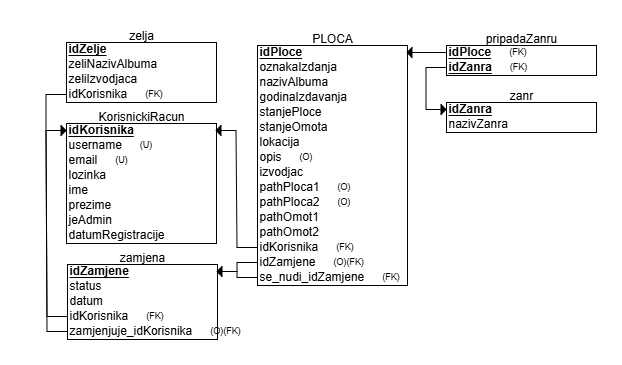 zelja
idZelje
zeliNazivAlbuma
zeliIzvodjaca
idKorisnika (FK)
KorisnickiRacun
idKorisnika
username (U)
email (U)
lozinka
ime
prezime
jeAdmin
datumRegistracije
zamjena
idZamjene
status
datum
idKorisnika (FK)
zamjenjuje_idKorisnika (O)(FK)
PLOCA
idPloce
oznakaIzdanja
nazivAlbuma
godinaIzdavanja
stanjePloce
stanjeOmota
lokacija
opis (O)
izvodjac
pathPloca1 (O)
pathPloca2 (O)
pathOmot1
pathOmot2
idKorisnika (FK)
idZamjene (O)(FK)
se_nudi_idZamjene (FK)
pripadaZanru
idPloce (FK)
idZanra (FK)
zanr
idZanra
nazivZanra